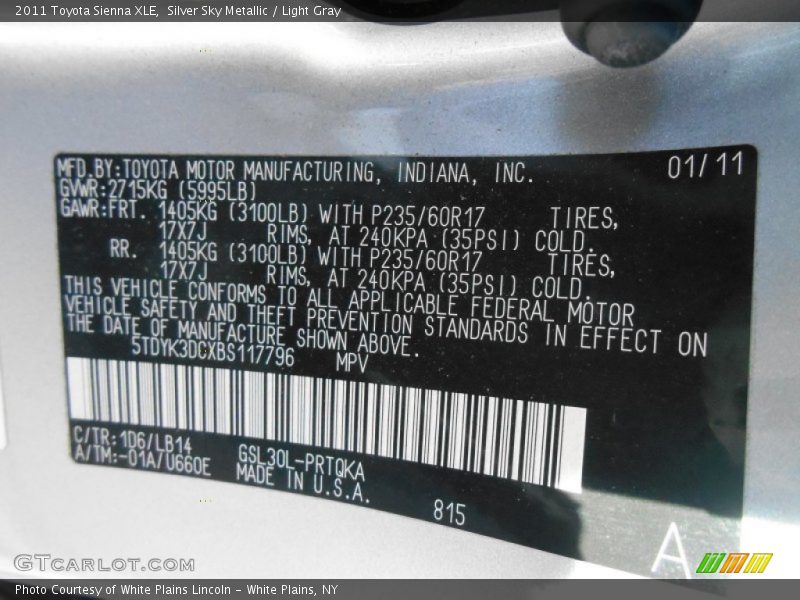 2011 Toyota Sienna XLE,  Silver Sky Metallic / Light Gray
MFD.BY:TOYOTA MOTOR MANUFACTURING, INDIANA, INC. 01/11
GVWR:2715KG (5995LB)
GAWR:FRT. 1405KG (3100LB) WITH P235/60R17 TIRES,
17X7J RIMS, AT 240KPA (35PSI) COLD.
RR. 1405KG (3100LB) WITH P235/60R17 TIRES,
17X7J RIMS, AT 240KPA (35PSI) COLD.
THIS VEHICLE CONFORMS TO ALL APPLICABLE FEDERAL MOTOR
VEHICLE SAFETY AND THEFT PREVENTION STANDARDS IN EFFECT ON
THE DATE OF MANUFACTURE SHOWN ABOVE.
5TDYK3DCXBS117796 MPV
C/TR:1D6/LB14
A/TM:-01A/U660E
GSL30L-PRTQKA
MADE IN U.S.A.
815
A
GTCARLOT.COM
Photo Courtesy of White Plains Lincoln - White Plains, NY